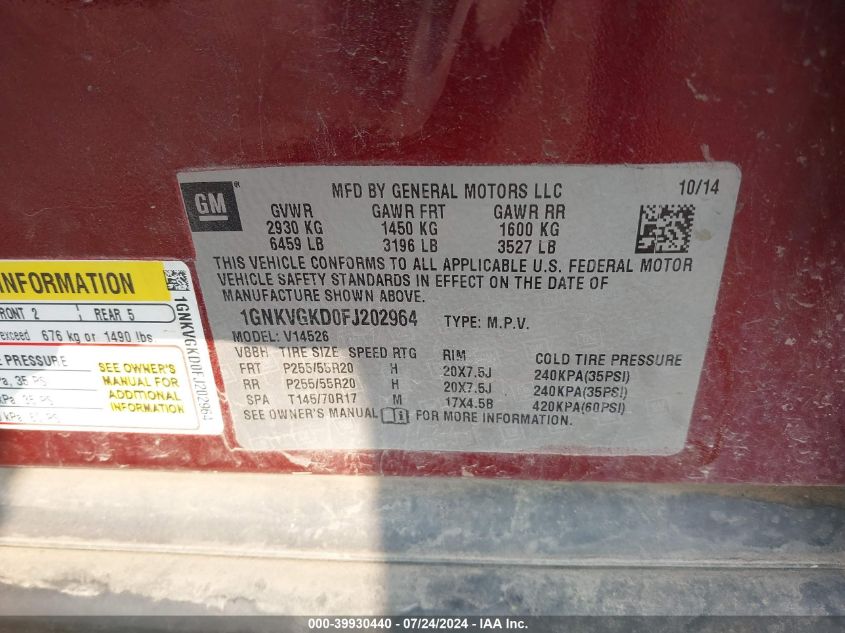 GM
MFD BY GENERAL MOTORS LLC 10/14
GVWR GAWR FRT GAWR RR
2930 KG 1450 KG 1600 KG
6459 LB 3196 LB 3527 LB
THIS VEHICLE CONFORMS TO ALL APPLICABLE U.S. FEDERAL MOTOR
VEHICLE SAFETY STANDARDS IN EFFECT ON THE DATE OF
MANUFACTURE SHOWN ABOVE.
1GNKVGKD0FJ202964 TYPE: M.P.V.
MODEL: V14526
VBBH TIRE SIZE SPEED RTG RIM COLD TIRE PRESSURE
FRT P255/55R20 H 20X7.5J 240KPA(35PSI)
RR P255/55R20 H 20X7.5J 240KPA(35PSI)
SPA T145/70R17 M 17X4.5B 420KPA(60PSI)
SEE OWNER'S MANUAL FOR MORE INFORMATION.
INFORMATION
FRONT 2 REAR 5
exceed 676 kg or 1490 lbs
PRESSURE
SEE OWNER'S
MANUAL FOR
ADDITIONAL
INFORMATION
1GNKVGKD0FJ202964
000-39930440 - 07/24/2024 - IAA Inc.